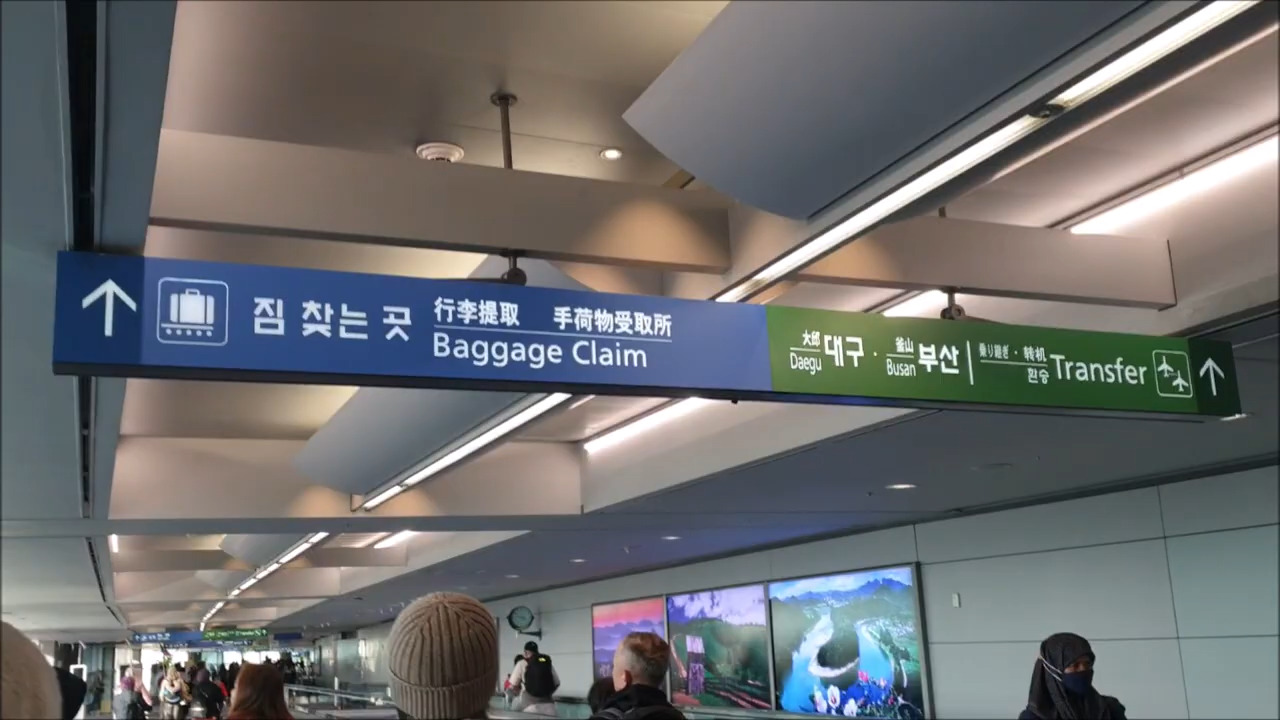 짐 찾는 곳
行李提取 手荷物受取所
Baggage Claim
大邱
Daegu
대구 ·
釜山
Busan
부산
乗り継ぎ · 转机
환승
Transfer